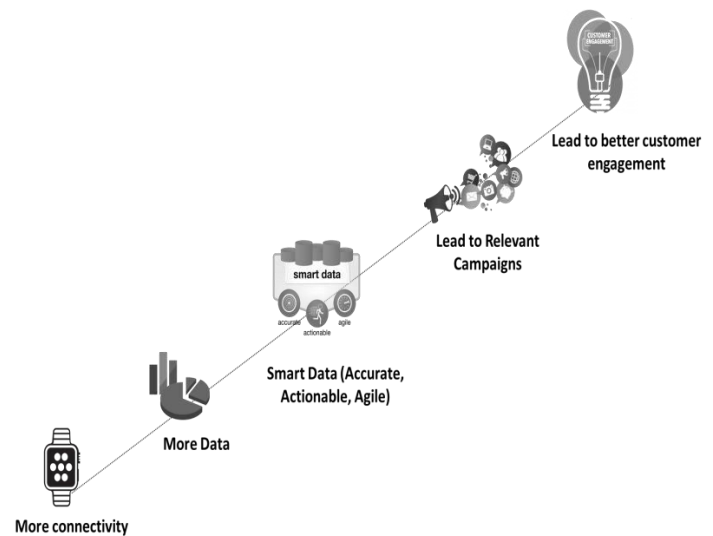 CUSTOMER
ENGAGEMENT
Lead to better customer
engagement
Lead to Relevant
Campaigns
smart data
accurate
actionable
agile
Smart Data (Accurate,
Actionable, Agile)
More Data
More connectivity